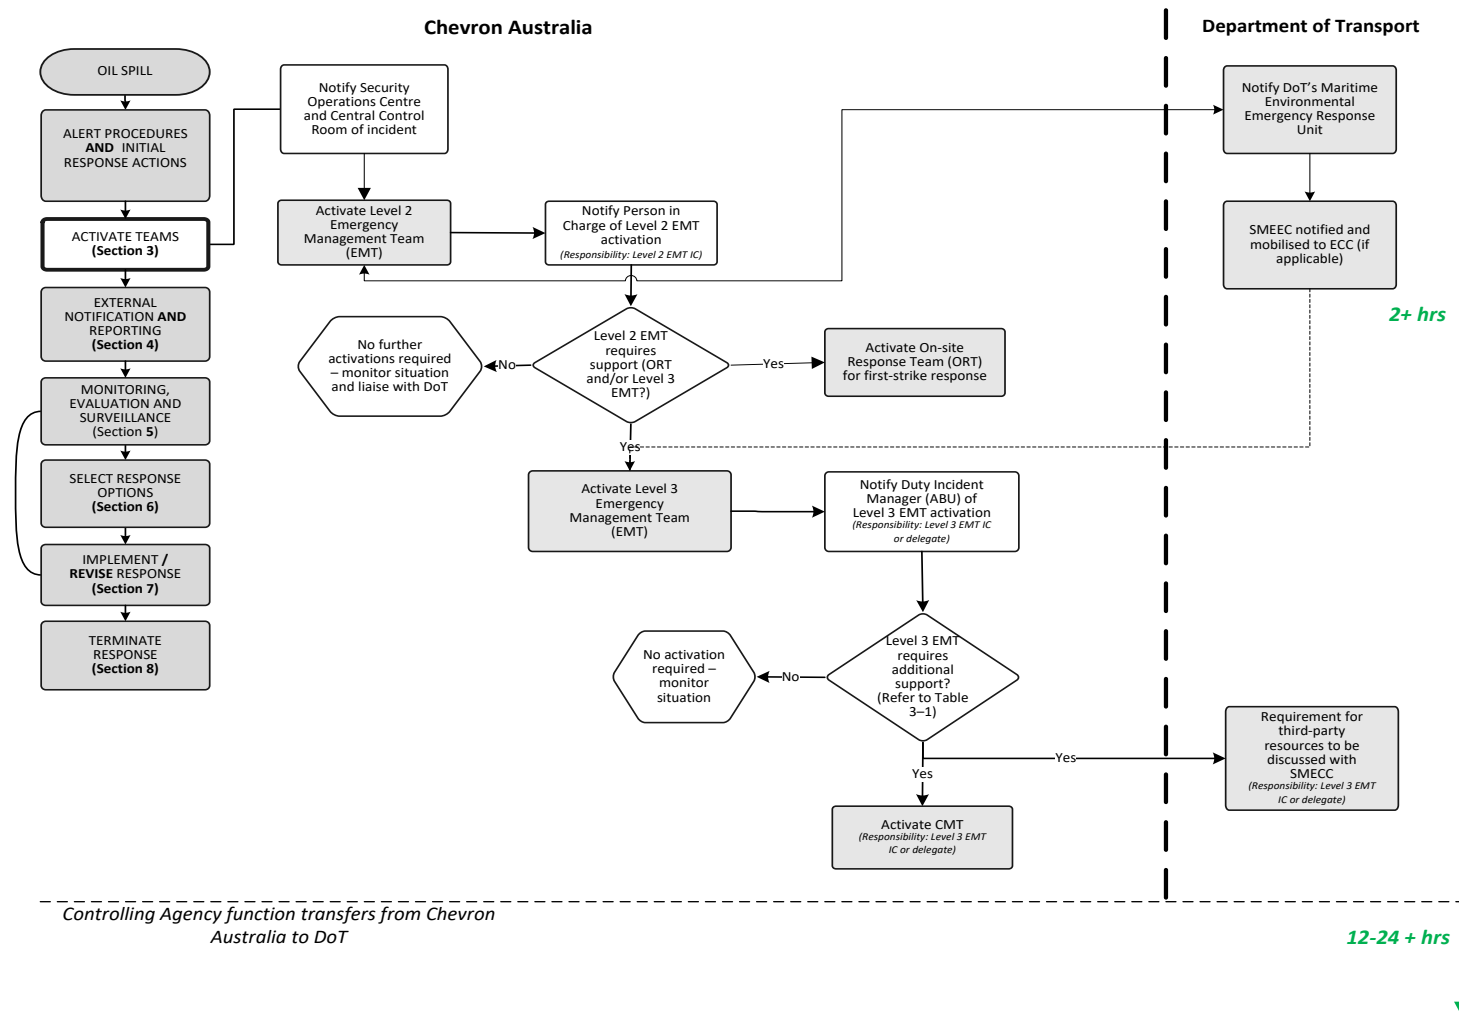 Chevron Australia
Department of Transport
OIL SPILL
ALERT PROCEDURES
AND INITIAL
RESPONSE ACTIONS
ACTIVATE TEAMS
(Section 3)
EXTERNAL
NOTIFICATION AND
REPORTING
(Section 4)
MONITORING,
EVALUATION AND
SURVEILLANCE
(Section 5)
SELECT RESPONSE
OPTIONS
(Section 6)
IMPLEMENT /
REVISE RESPONSE
(Section 7)
TERMINATE
RESPONSE
(Section 8)
Notify Security
Operations Centre
and Central Control
Room of incident
Activate Level 2
Emergency
Management Team
(EMT)
Notify Person in
Charge of Level 2 EMT
activation
(Responsibility: Level 2 EMT IC)
Notify DoT's Maritime
Environmental
Emergency Response
Unit
SMEEC notified and
mobilised to ECC (if
applicable)
2+ hrs
No further
activations required
– monitor situation
and liaise with DoT
No
Level 2 EMT
requires
support (ORT
and/or Level 3
EMT?)
Yes
Activate On-site
Response Team (ORT)
for first-strike response
Yes
Activate Level 3
Emergency
Management Team
(EMT)
Notify Duty Incident
Manager (ABU) of
Level 3 EMT activation
(Responsibility: Level 3 EMT IC
or delegate)
No activation
required –
monitor
situation
No
Level 3 EMT
requires
additional
support?
(Refer to Table
3–1)
Yes
Yes
Requirement for
third-party
resources to be
discussed with
SMECC
(Responsibility: Level 3 EMT
IC or delegate)
Activate CMT
(Responsibility: Level 3 EMT
IC or delegate)
Controlling Agency function transfers from Chevron
Australia to DoT
12-24 + hrs